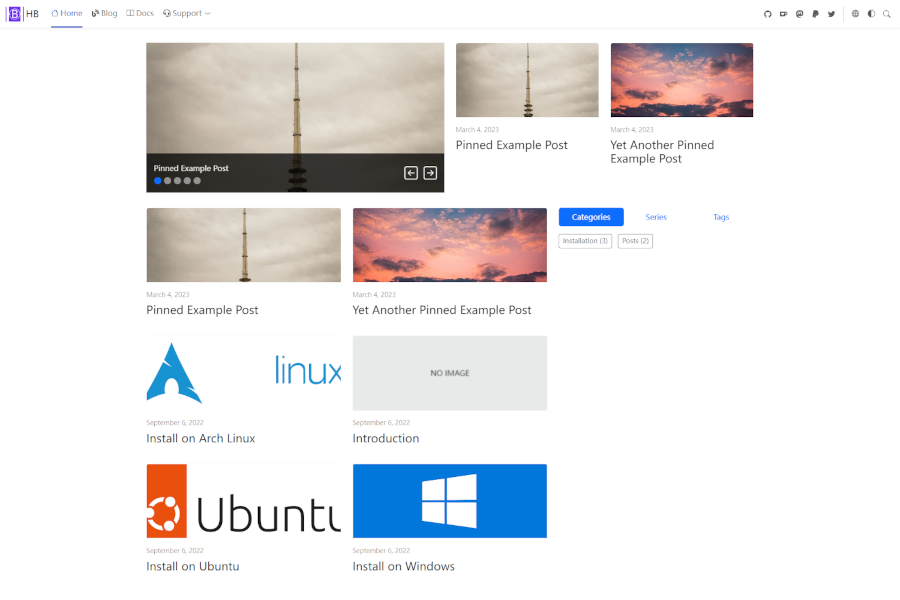 B HB Home Blog Docs Support
Pinned Example Post
March 4, 2023
Pinned Example Post
March 4, 2023
Yet Another Pinned
Example Post
March 4, 2023
Pinned Example Post
March 4, 2023
Yet Another Pinned Example Post
Categories Series Tags
Installation (3) Posts (2)
linux
September 6, 2022
Install on Arch Linux
NO IMAGE
September 6, 2022
Introduction
Ubuntu
September 6, 2022
Install on Ubuntu
September 6, 2022
Install on Windows